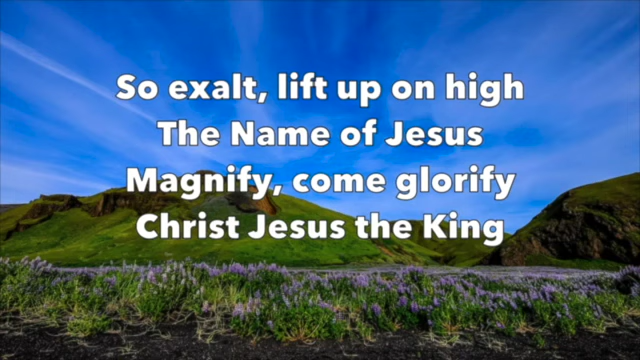 So exalt, lift up on high
The Name of Jesus
Magnify, come glorify
Christ Jesus the King